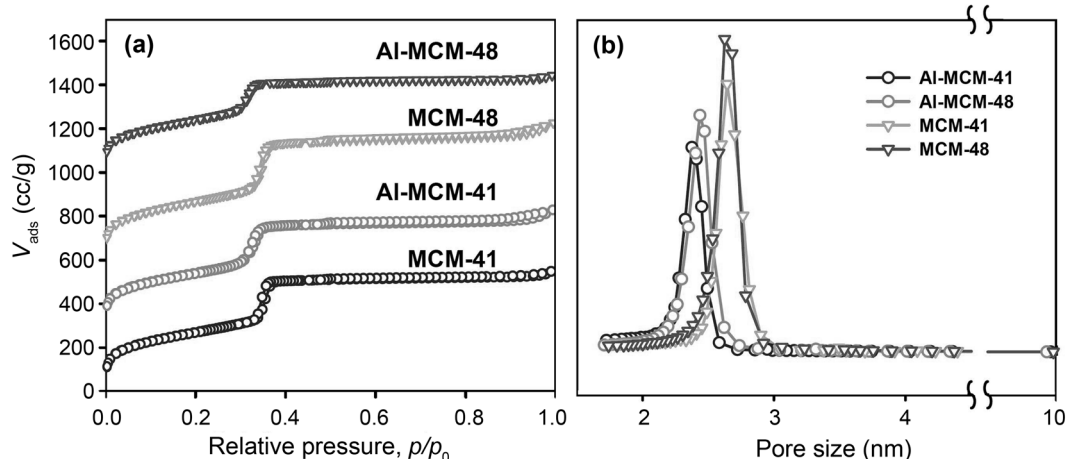 (a)
1600
1400
1200
1000
800
600
400
200
0
V_ads (cc/g)
Al-MCM-48
MCM-48
Al-MCM-41
MCM-41
0.0 0.2 0.4 0.6 0.8 1.0
Relative pressure, p/p_0
(b)
Al-MCM-41
Al-MCM-48
MCM-41
MCM-48
2 3 4 10
Pore size (nm)